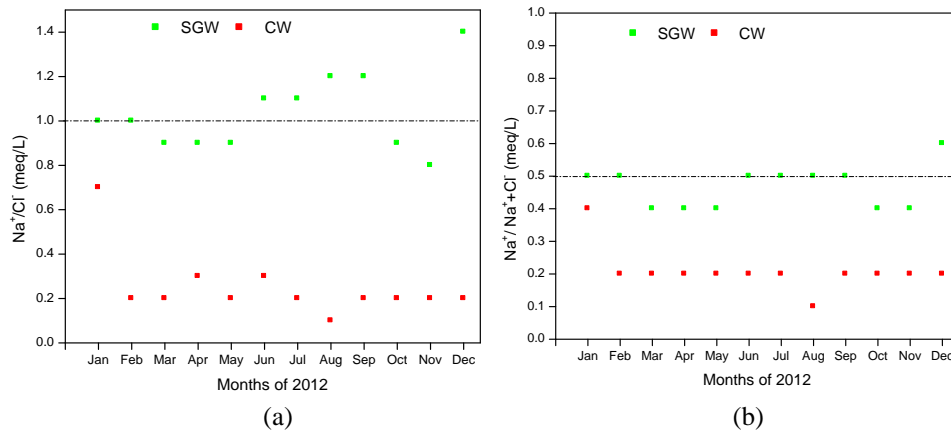 SGW CW
1.4
1.2
1.0
0.8
0.6
0.4
0.2
0.0
Na⁺/Cl⁻ (meq/L)
Jan Feb Mar Apr May Jun Jul Aug Sep Oct Nov Dec
Months of 2012
(a)
SGW CW
1.0
0.9
0.8
0.7
0.6
0.5
0.4
0.3
0.2
0.1
0.0
Na⁺/ Na⁺+Cl⁻ (meq/L)
Jan Feb Mar Apr May Jun Jul Aug Sep Oct Nov Dec
Months of 2012
(b)